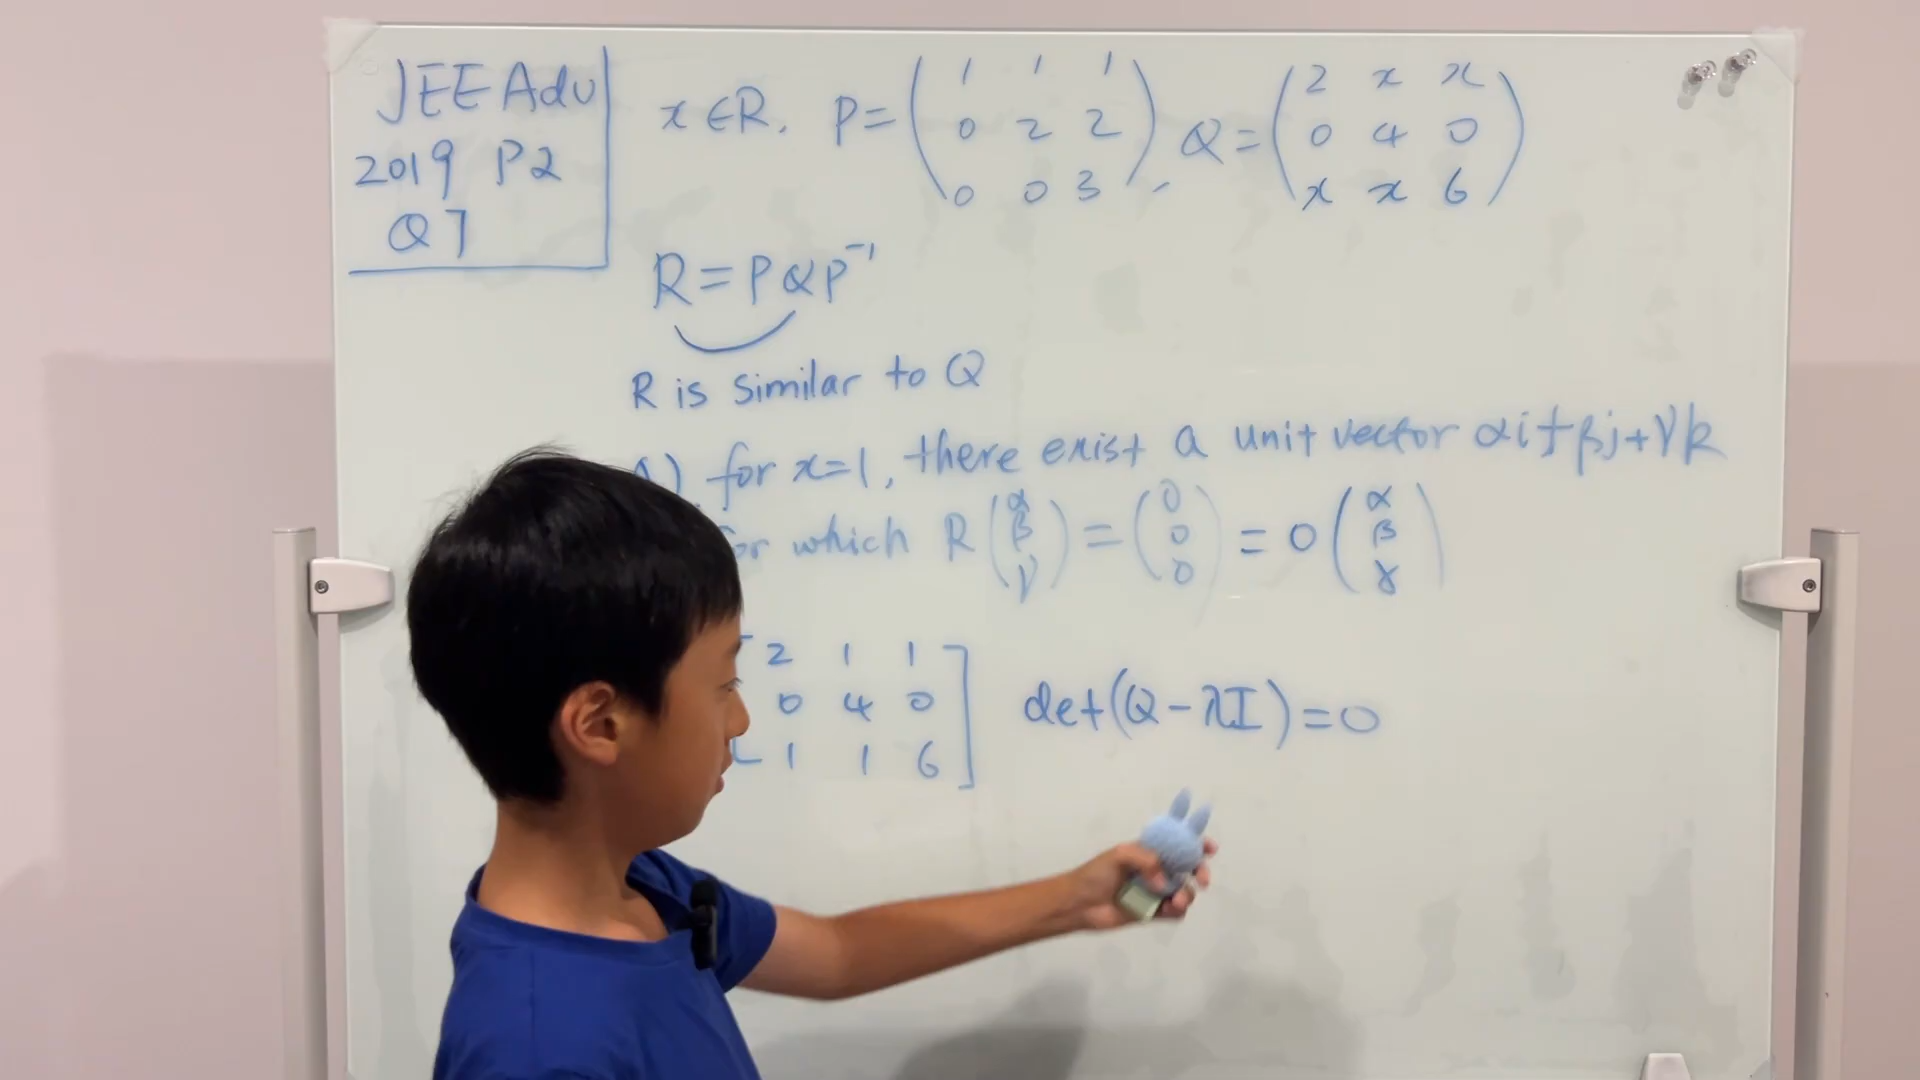 JEE Adv
2019 P2
Q7
x ∈ R, P = ( 1 1 1
0 2 2
0 0 3 ), Q = ( 2 x x
0 4 0
x x 6 )
R = PQP⁻¹
R is similar to Q
) for x=1, there exist a unit vector αi+βj+γk
or which R ( α β γ ) = ( 0 0 0 ) = 0 ( α β γ )
[ 2 1 1
0 4 0
1 1 6 ]
det(Q - λI) = 0